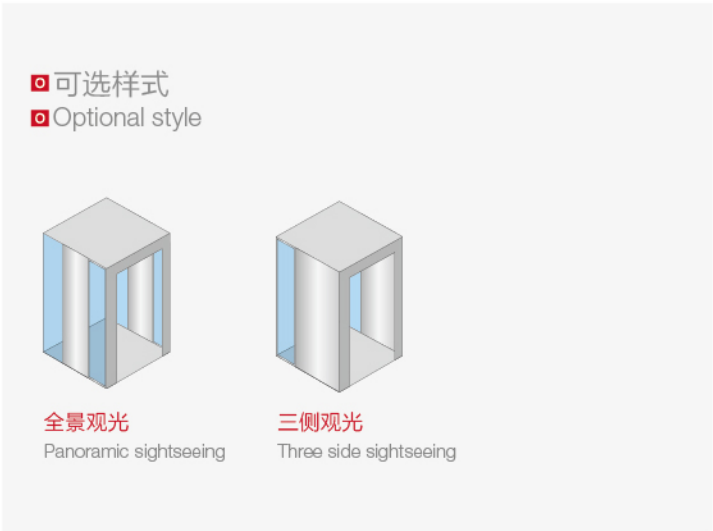 可选样式
Optional style
全景观光
Panoramic sightseeing
三侧观光
Three side sightseeing